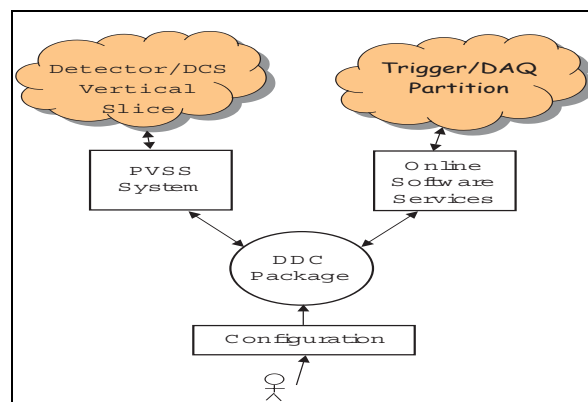 Detector/DCS
Vertical
Slice
Trigger/DAQ
Partition
PVSS
System
Online
Software
Services
DDC
Package
Configuration